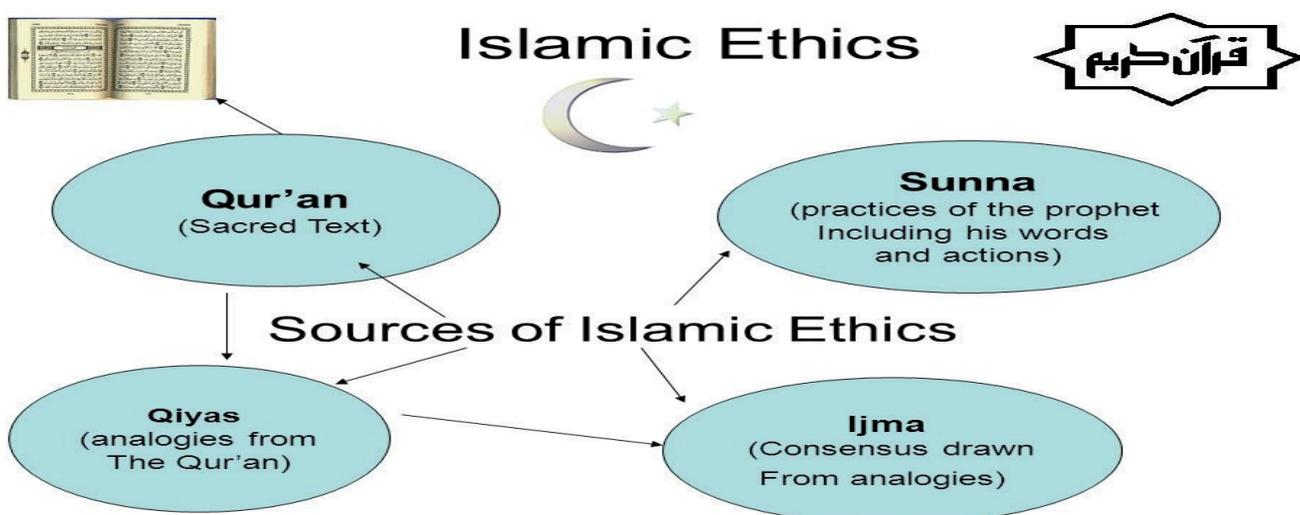 Islamic Ethics
قرآن كريم
Qur'an
(Sacred Text)
Sunna
(practices of the prophet
Including his words
and actions)
Sources of Islamic Ethics
Qiyas
(analogies from
The Qur'an)
Ijma
(Consensus drawn
From analogies)